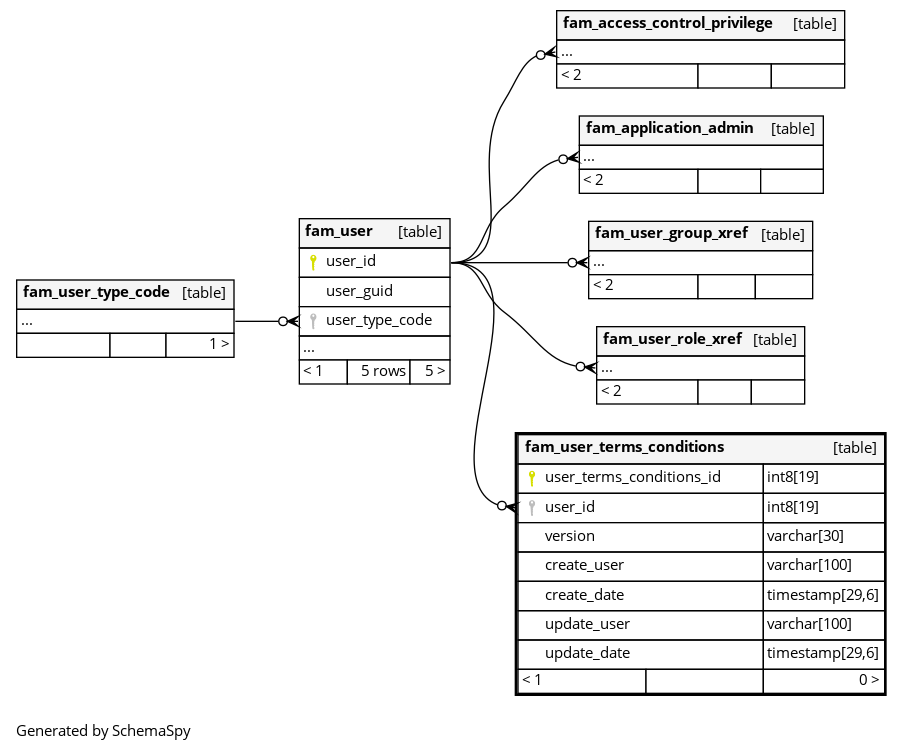 fam_access_control_privilege [table]
...
< 2
fam_application_admin [table]
...
< 2
fam_user_group_xref [table]
...
< 2
fam_user_role_xref [table]
...
< 2
fam_user [table]
user_id
user_guid
user_type_code
...
< 1 5 rows 5 >
fam_user_type_code [table]
...
1 >
fam_user_terms_conditions [table]
user_terms_conditions_id int8[19]
user_id int8[19]
version varchar[30]
create_user varchar[100]
create_date timestamp[29,6]
update_user varchar[100]
update_date timestamp[29,6]
< 1 0 >
Generated by SchemaSpy